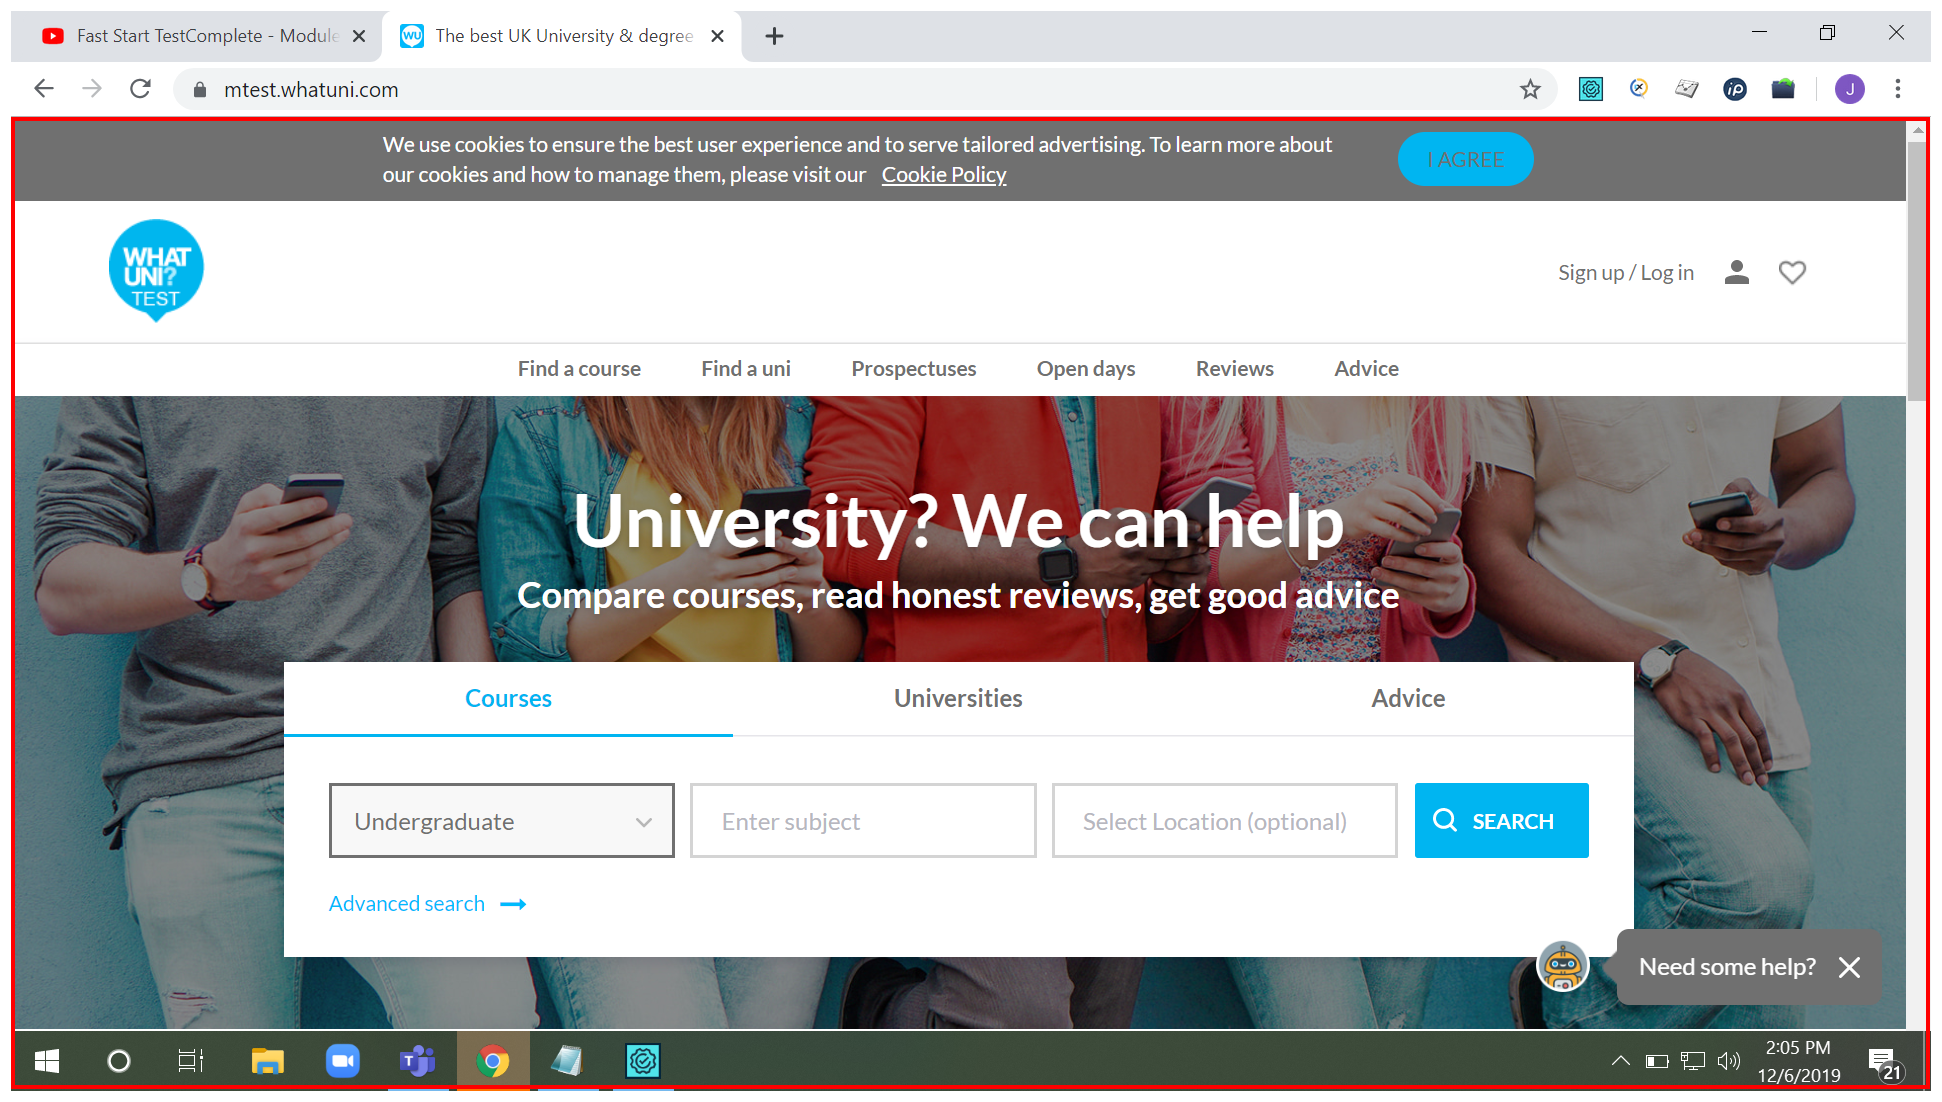 Fast Start TestComplete - Module
The best UK University & degree
mtest.whatuni.com
J
We use cookies to ensure the best user experience and to serve tailored advertising. To learn more about
our cookies and how to manage them, please visit our Cookie Policy
I AGREE
WHAT
UNI?
TEST
Sign up / Log in
Find a course Find a uni Prospectuses Open days Reviews Advice
University? We can help
Compare courses, read honest reviews, get good advice
Courses Universities Advice
Undergraduate Enter subject Select Location (optional) SEARCH
Advanced search
Need some help?
2:05 PM
12/6/2019
21